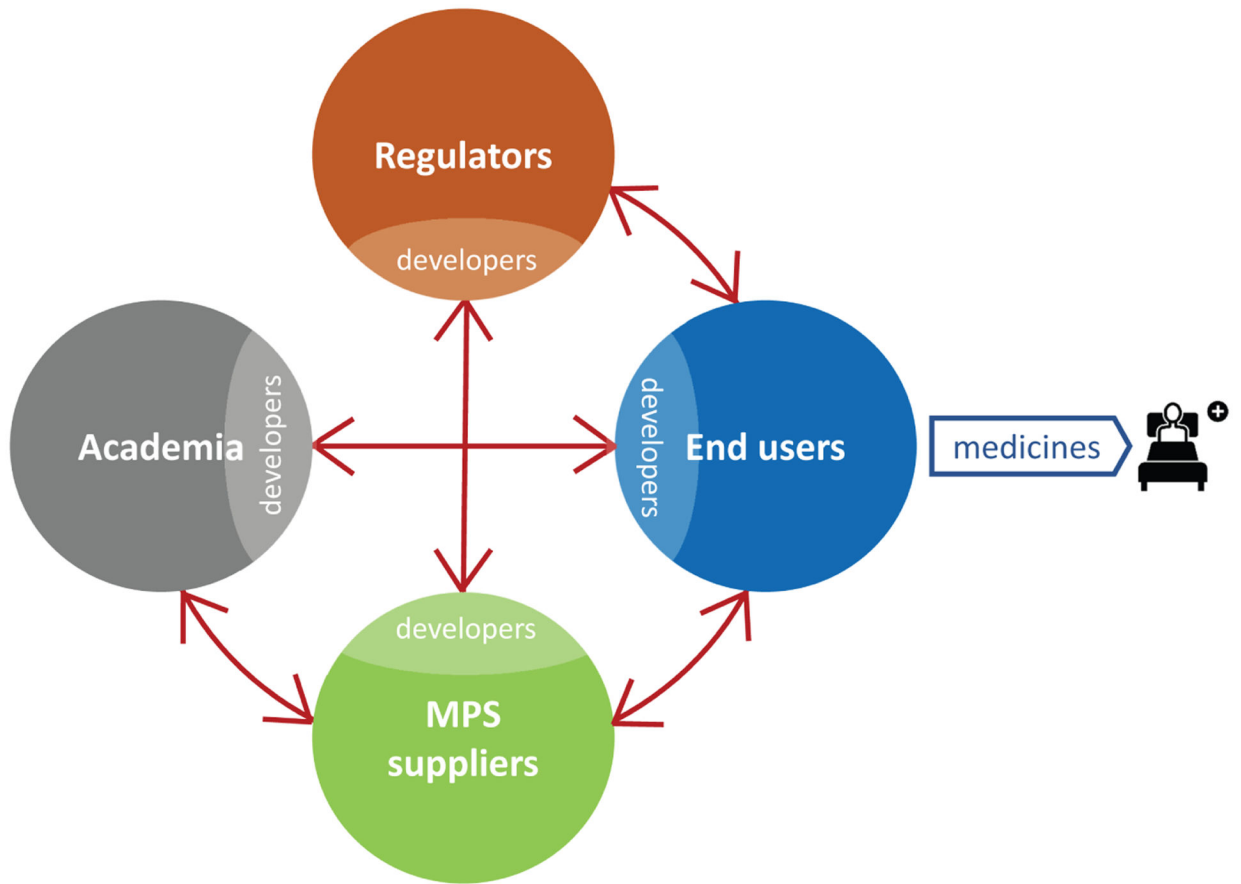 Regulators
developers
Academia
developers
developers
End users
medicines
developers
MPS
suppliers